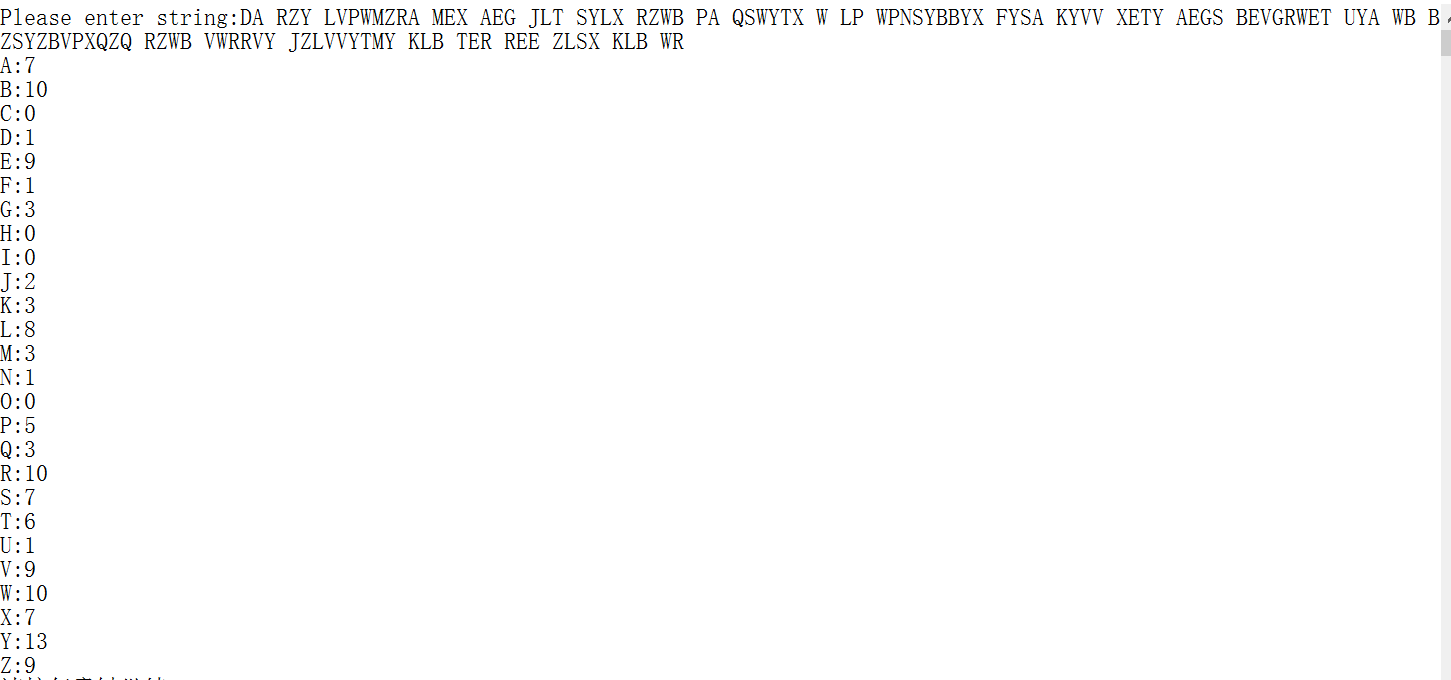 Please enter string:DA RZY LVPWMZRA MEX AEG JLT SYLX RZWB PA QSWYTX W LP WPNSYBBYX FYSA KYVV XETY AEGS BEVGRWET UYA WB B
ZSYZBVPXQZQ RZWB VWRRVY JZLVVYTMY KLB TER REE ZLSX KLB WR
A:7
B:10
C:0
D:1
E:9
F:1
G:3
H:0
I:0
J:2
K:3
L:8
M:3
N:1
O:0
P:5
Q:3
R:10
S:7
T:6
U:1
V:9
W:10
X:7
Y:13
Z:9